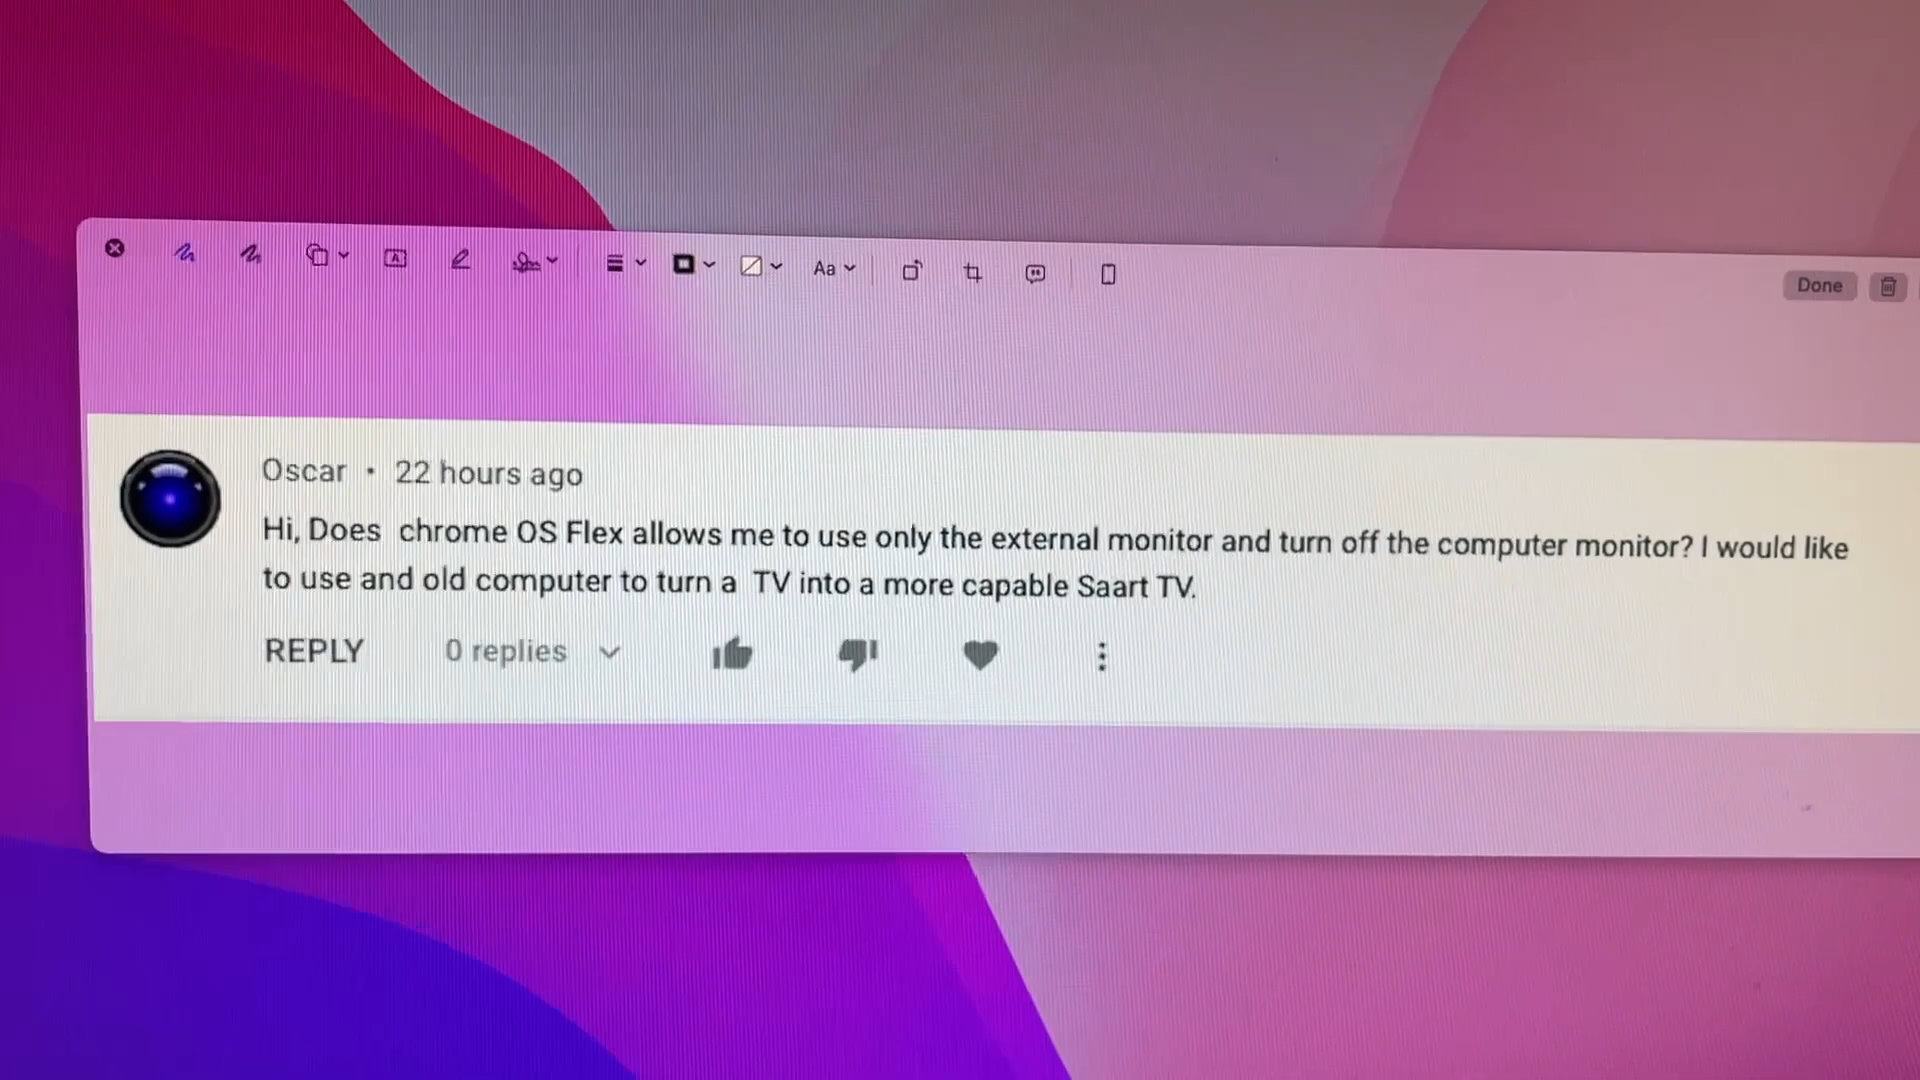 Aa
Done
Oscar • 22 hours ago
Hi, Does chrome OS Flex allows me to use only the external monitor and turn off the computer monitor? I would like
to use and old computer to turn a TV into a more capable Saart TV.
REPLY 0 replies